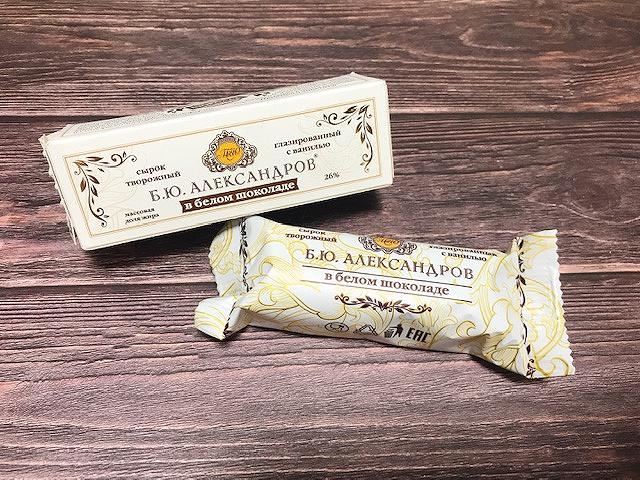 сырок
творожный
глазированный
с ванилью
Б.Ю. АЛЕКСАНДРОВ®
в белом шоколаде
массовая
доля жира
26%
сырок
творожный
глазированный
с ванилью
Б.Ю. АЛЕКСАНДРОВ
в белом шоколаде
EAC